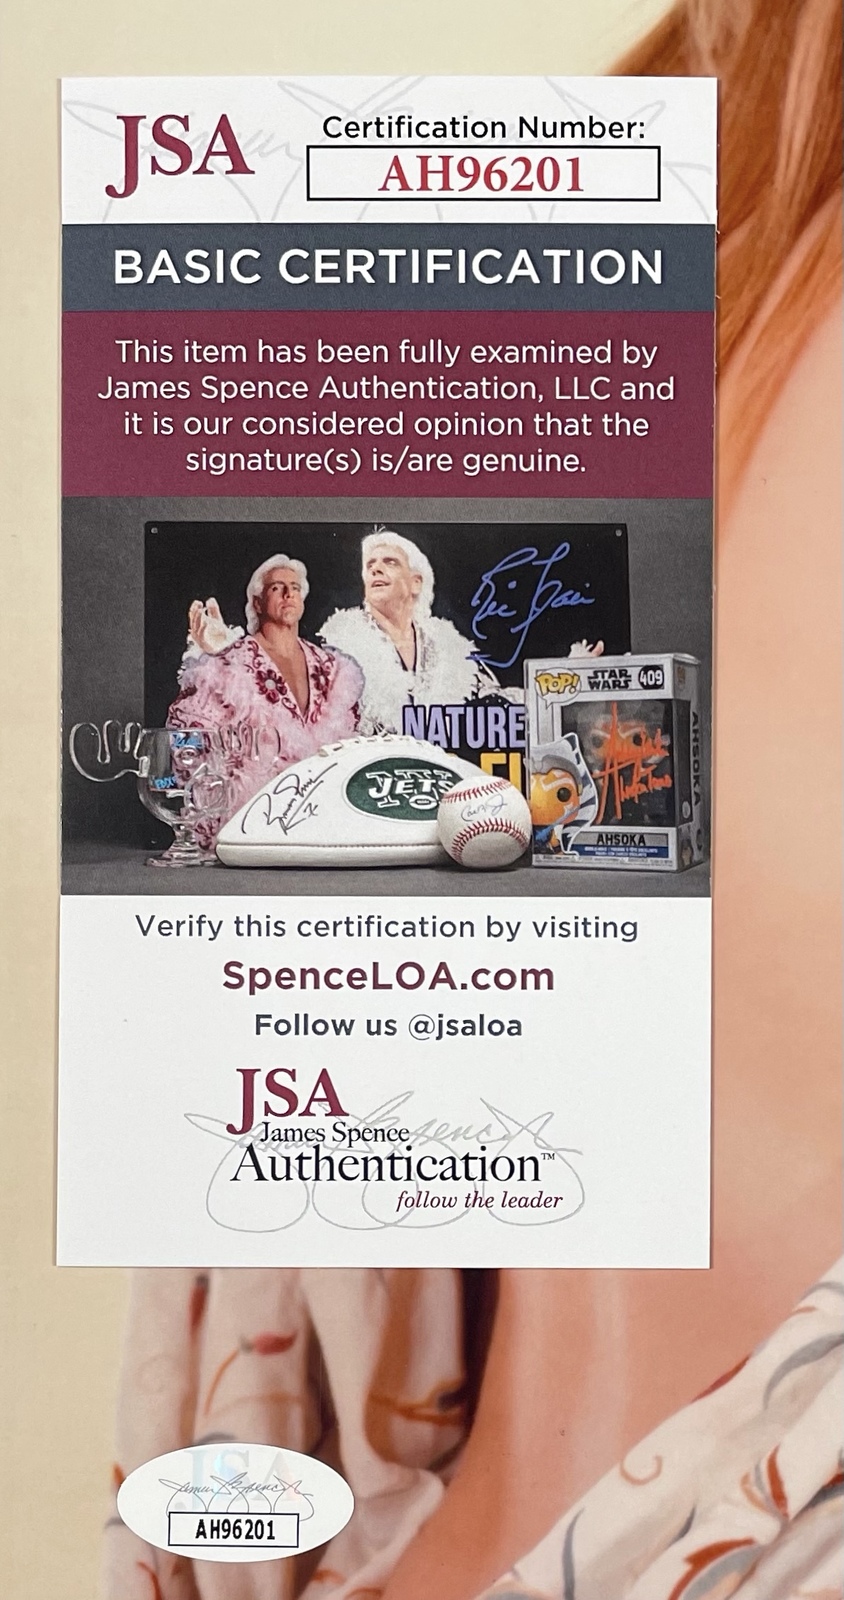 JSA
Certification Number:
AH96201
BASIC CERTIFICATION
This item has been fully examined by
James Spence Authentication, LLC and
it is our considered opinion that the
signature(s) is/are genuine.
Ric Flair
POP!
STAR
WARS
409
NATURE
JETS
AHSOKA
AHSOKA
Verify this certification by visiting
SpenceLOA.com
Follow us @jsaloa
JSA
James Spence
Authentication™
follow the leader
JSA
AH96201